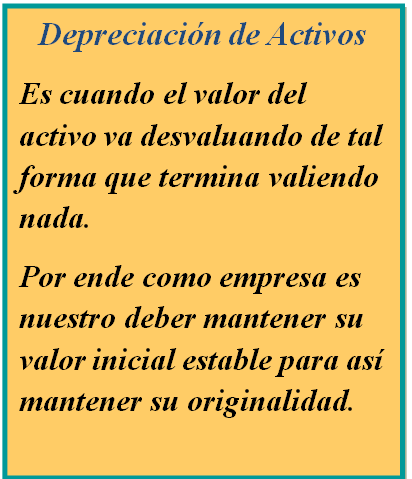 Depreciación de Activos
Es cuando el valor del
activo va desvaluando de tal
forma que termina valiendo
nada.
Por ende como empresa es
nuestro deber mantener su
valor inicial estable para así
mantener su originalidad.